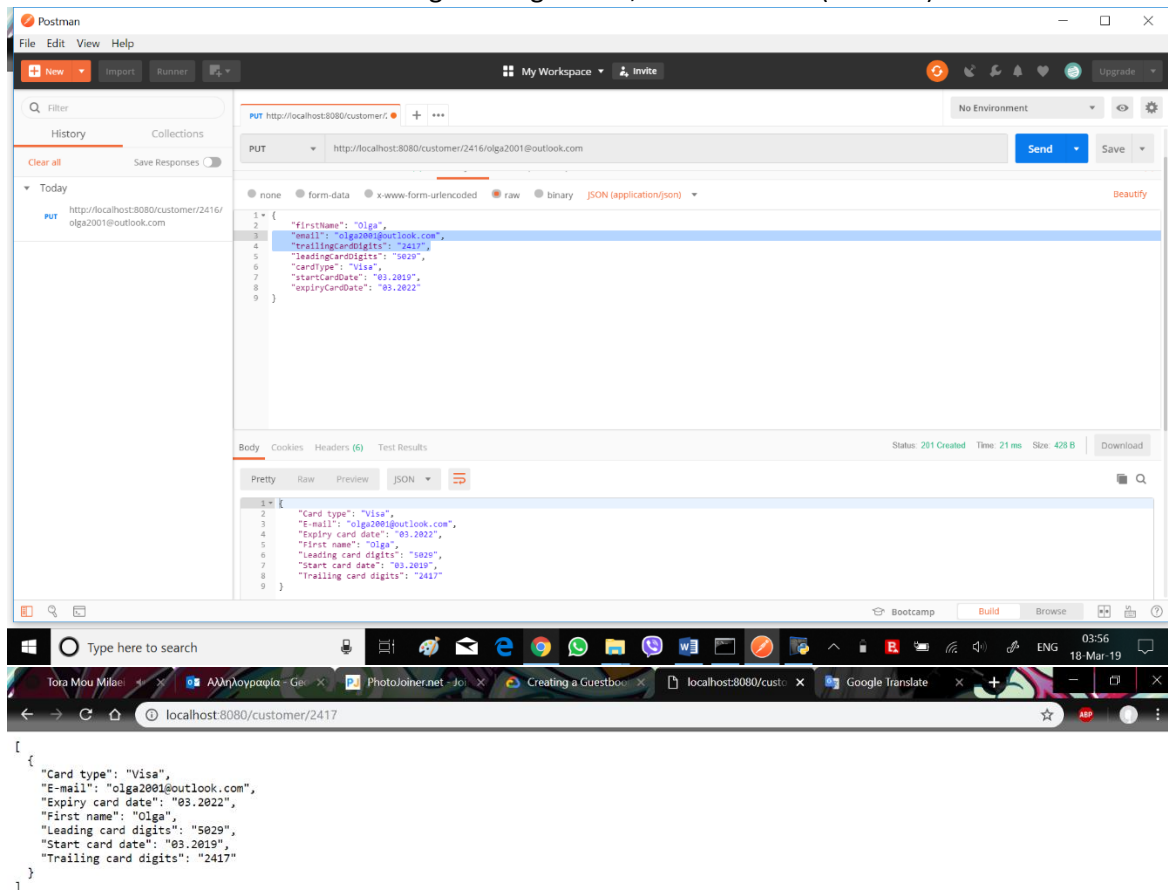 Postman
File Edit View Help
New Import Runner My Workspace Invite Upgrade
Filter
History Collections
Clear all Save Responses
Today
PUT http://localhost:8080/customer/2416/
olga2001@outlook.com
PUT http://localhost:8080/customer/2
No Environment
PUT http://localhost:8080/customer/2416/olga2001@outlook.com Send Save
none form-data x-www-form-urlencoded raw binary JSON (application/json) Beautify
1 {
2 "firstName": "Olga",
3 "email": "olga2001@outlook.com",
4 "trailingCardDigits": "2417",
5 "leadingCardDigits": "5029",
6 "cardType": "Visa",
7 "startCardDate": "03.2019",
8 "expiryCardDate": "03.2022"
9 }
Body Cookies Headers (6) Test Results Status: 201 Created Time: 21 ms Size: 428 B Download
Pretty Raw Preview JSON
1 {
2 "Card type": "Visa",
3 "E-mail": "olga2001@outlook.com",
4 "Expiry card date": "03.2022",
5 "First name": "Olga",
6 "Leading card digits": "5029",
7 "Start card date": "03.2019",
8 "Trailing card digits": "2417"
9 }
Bootcamp Build Browse
Type here to search ENG 03:56
18-Mar-19
Tora Mou Milaei Αλληλογραφία - Geo PhotoJoiner.net - Joi Creating a Guestboo localhost:8080/custo Google Translate
localhost:8080/customer/2417 ABP
[
{
"Card type": "Visa",
"E-mail": "olga2001@outlook.com",
"Expiry card date": "03.2022",
"First name": "Olga",
"Leading card digits": "5029",
"Start card date": "03.2019",
"Trailing card digits": "2417"
}
]